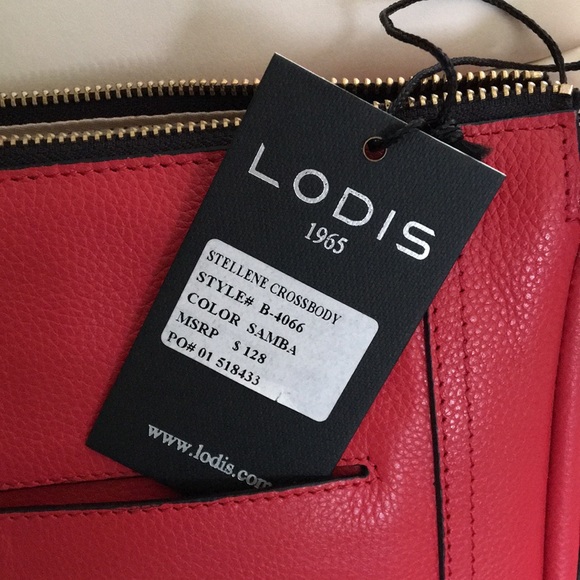 LODIS
1965
STELLENE CROSSBODY
STYLE# B-4066
COLOR SAMBA
MSRP $ 128
PO# 01 518433
www.lodis.com